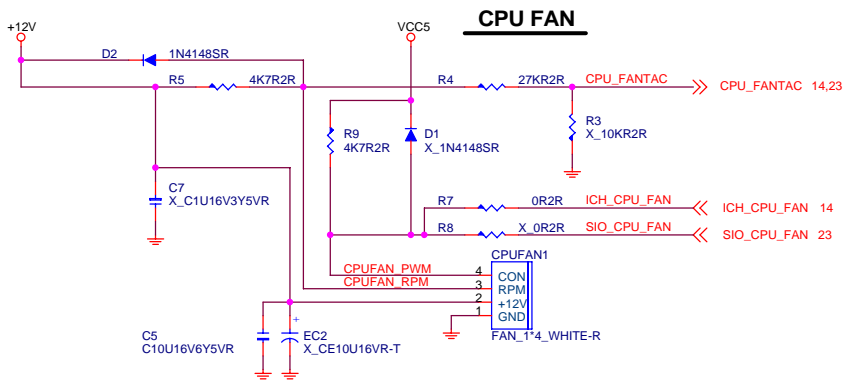 CPU FAN
+12V
VCC5
D2 1N4148SR
R5 4K7R2R
R4 27KR2R CPU_FANTAC
CPU_FANTAC 14,23
R9
4K7R2R
D1
X_1N4148SR
R3
X_10KR2R
C7
X_C1U16V3Y5VR
R7 0R2R ICH_CPU_FAN
ICH_CPU_FAN 14
R8 X_0R2R SIO_CPU_FAN
SIO_CPU_FAN 23
CPUFAN1
CPUFAN_PWM 4 CON
CPUFAN_RPM 3 RPM
2 +12V
1 GND
FAN_1*4_WHITE-R
C5
C10U16V6Y5VR
+
EC2
X_CE10U16VR-T